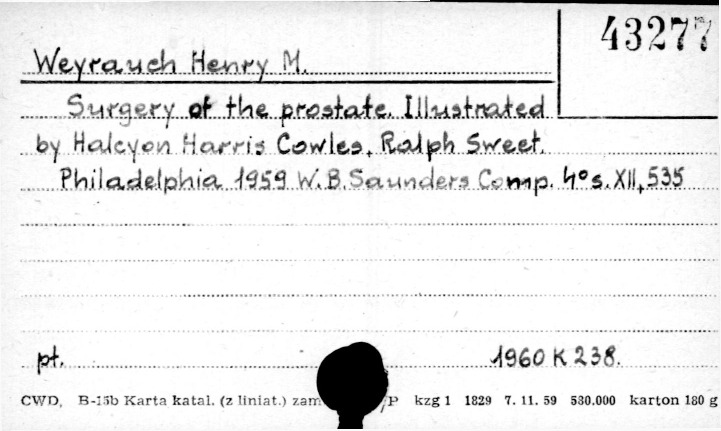 43277
Weyrauch Henry M.
Surgery of the prostate. Illustrated
by Halcyon Harris Cowles, Ralph Sweet.
Philadelphia 1959 W.B. Saunders Comp. 4° s. XII, 535
pt. 1960 K 238.
CWD, B-15b Karta katal. (z liniat.) zam /P kzg 1 1829 7. 11. 59 530.000 karton 180 g